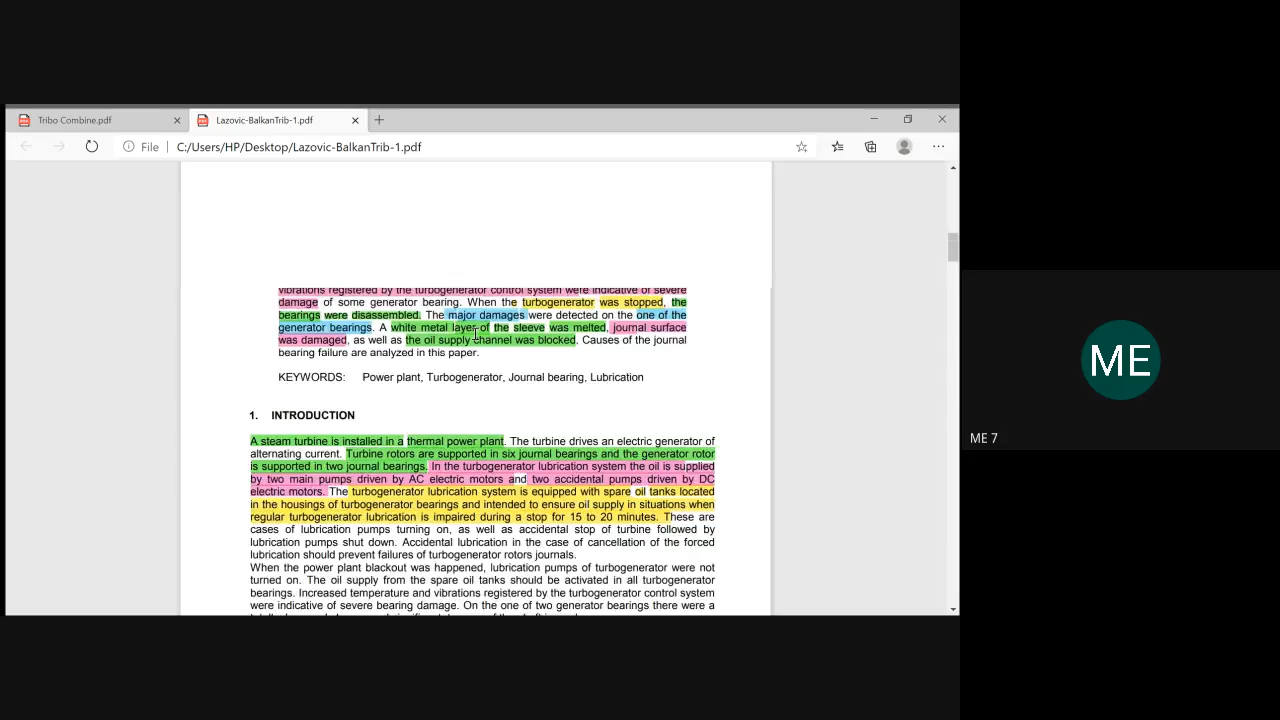 Tribo Combine.pdf
Lazovic-BalkanTrib-1.pdf
File | C:/Users/HP/Desktop/Lazovic-BalkanTrib-1.pdf
vibrations registered by the turbogenerator control system were indicative of severe
damage of some generator bearing. When the turbogenerator was stopped, the
bearings were disassembled. The major damages were detected on the one of the
generator bearings. A white metal layer of the sleeve was melted, journal surface
was damaged, as well as the oil supply channel was blocked. Causes of the journal
bearing failure are analyzed in this paper.
KEYWORDS: Power plant, Turbogenerator, Journal bearing, Lubrication
1. INTRODUCTION
A steam turbine is installed in a thermal power plant. The turbine drives an electric generator of
alternating current. Turbine rotors are supported in six journal bearings and the generator rotor
is supported in two journal bearings. In the turbogenerator lubrication system the oil is supplied
by two main pumps driven by AC electric motors and two accidental pumps driven by DC
electric motors. The turbogenerator lubrication system is equipped with spare oil tanks located
in the housings of turbogenerator bearings and intended to ensure oil supply in situations when
regular turbogenerator lubrication is impaired during a stop for 15 to 20 minutes. These are
cases of lubrication pumps turning on, as well as accidental stop of turbine followed by
lubrication pumps shut down. Accidental lubrication in the case of cancellation of the forced
lubrication should prevent failures of turbogenerator rotors journals.
When the power plant blackout was happened, lubrication pumps of turbogenerator were not
turned on. The oil supply from the spare oil tanks should be activated in all turbogenerator
bearings. Increased temperature and vibrations registered by the turbogenerator control system
were indicative of severe bearing damage. On the one of two generator bearings there were a
ME
ME 7